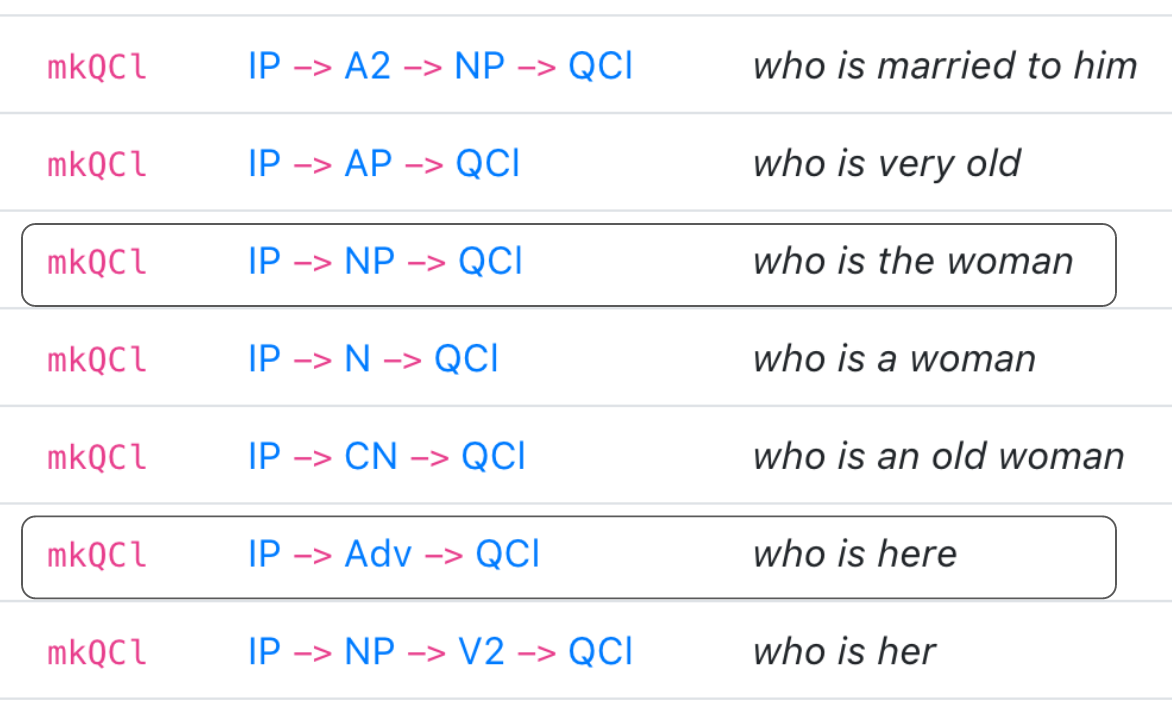 mkQCl IP -> A2 -> NP -> QCl who is married to him
mkQCl IP -> AP -> QCl who is very old
mkQCl IP -> NP -> QCl who is the woman
mkQCl IP -> N -> QCl who is a woman
mkQCl IP -> CN -> QCl who is an old woman
mkQCl IP -> Adv -> QCl who is here
mkQCl IP -> NP -> V2 -> QCl who is her